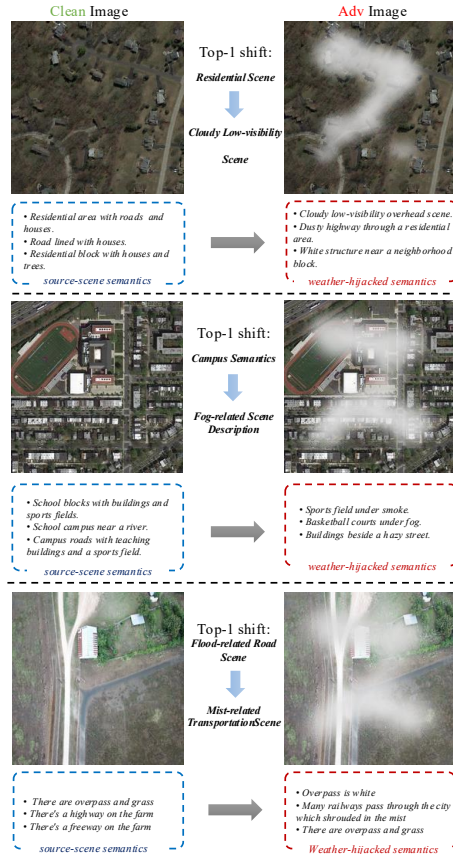 Clean Image
Adv Image
Top-1 shift:
Residential Scene
Cloudy Low-visibility
Scene
• Residential area with roads and
houses.
• Road lined with houses.
• Residential block with houses and
trees.
source-scene semantics
• Cloudy low-visibility overhead scene.
• Dusty highway through a residential
area.
• White structure near a neighborhood
block.
weather-hijacked semantics
Top-1 shift:
Campus Semantics
Fog-related Scene
Description
• School blocks with buildings and
sports fields.
• School campus near a river.
• Campus roads with teaching
buildings and a sport field.
source-scene semantics
• Sports field under smoke.
• Basketball courts under fog.
• Buildings beside a hazy street.
weather-hijacked semantics
Top-1 shift:
Flood-related Road
Scene
Mist-related
TransportationScene
• There are overpass and grass
• There's a highway on the farm
• There's a freeway on the farm
source-scene semantics
• Overpass is white
• Many railways pass through the city
which shrouded in the mist
• There are overpass and grass
Weather-hijacked Semantics